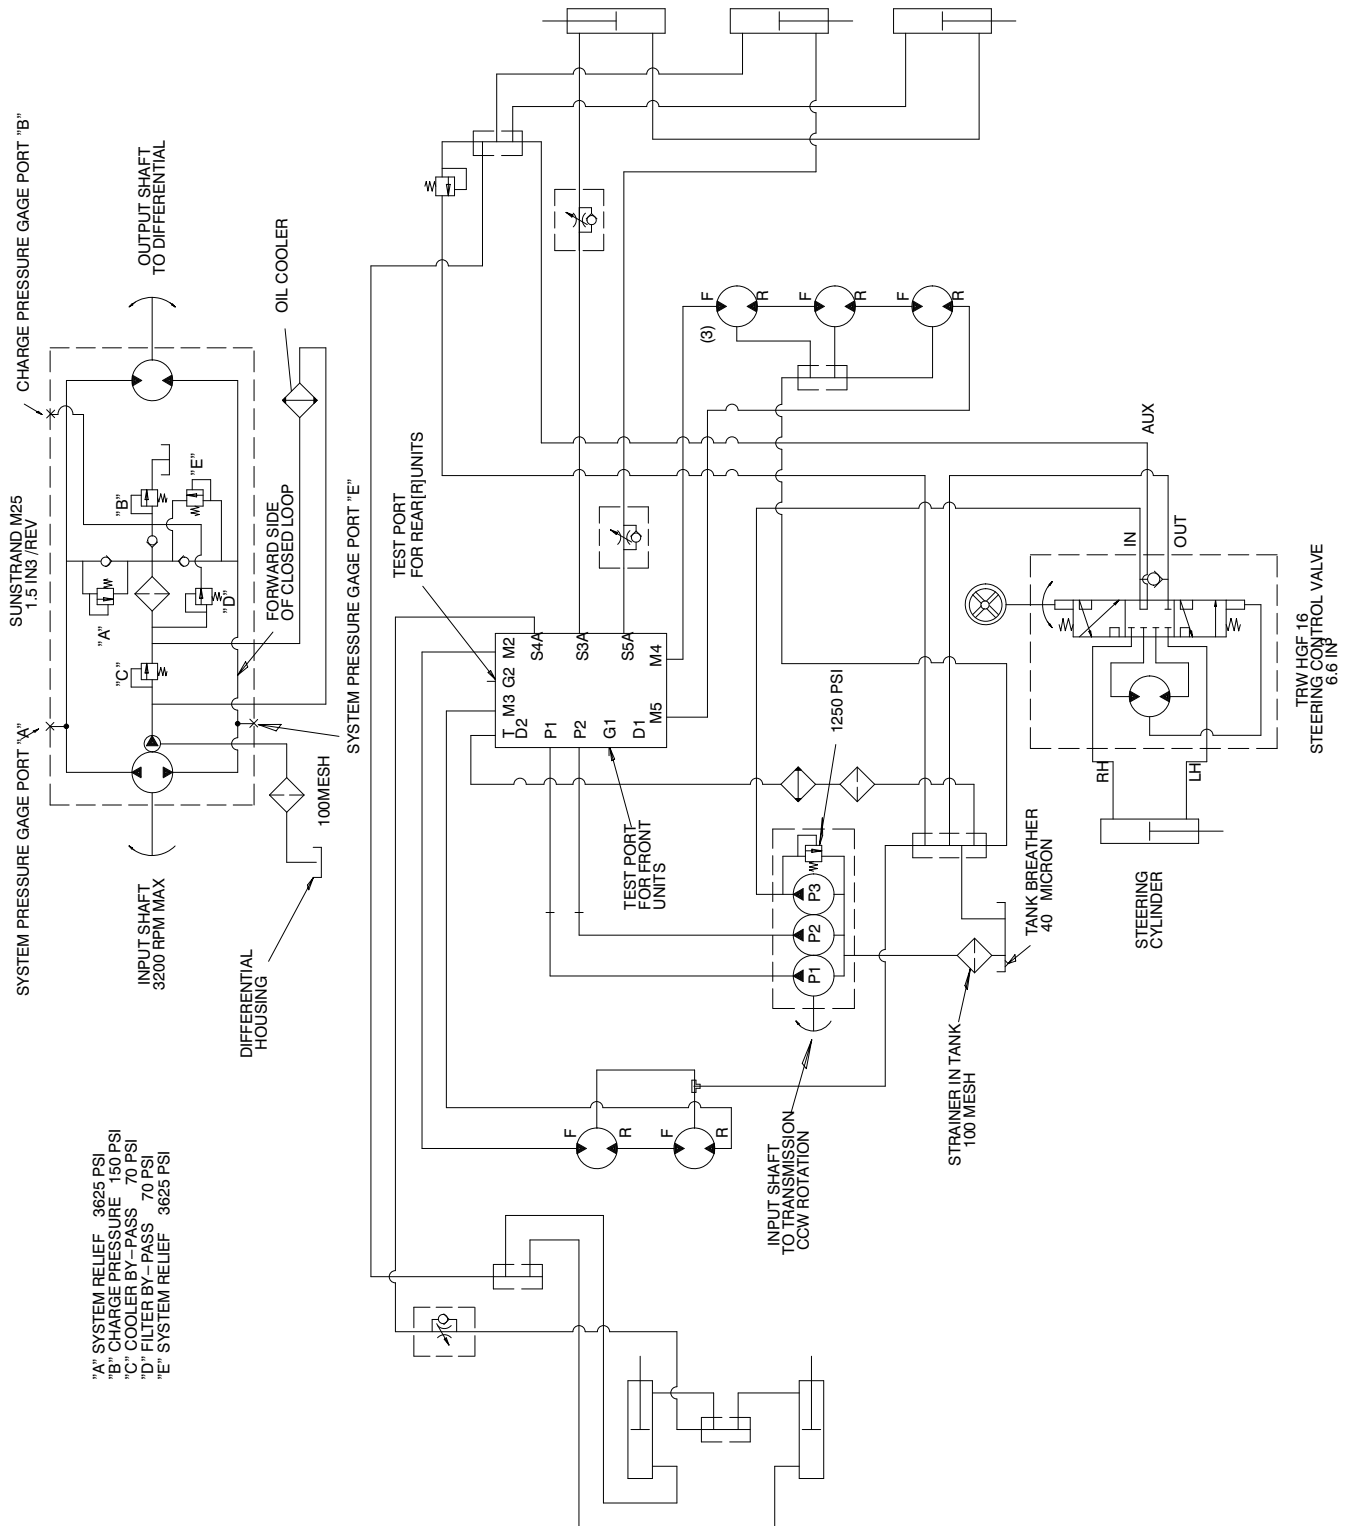 "A" SYSTEM RELIEF 3625 PSI
"B" CHARGE PRESSURE 150 PSI
"C" COOLER BY-PASS 70 PSI
"D" FILTER BY-PASS 70 PSI
"E" SYSTEM RELIEF 3625 PSI
SYSTEM PRESSURE GAGE PORT "A"
SUNSTRAND M25
1.5 IN3 /REV
CHARGE PRESSURE GAGE PORT "B"
INPUT SHAFT
3200 RPM MAX
OUTPUT SHAFT
TO DIFFERENTIAL
"A"
"B"
"C"
"D"
"E"
FORWARD SIDE
OF CLOSED LOOP
OIL COOLER
DIFFERENTIAL
HOUSING
100MESH
SYSTEM PRESSURE GAGE PORT "E"
TEST PORT
FOR REAR[R]UNITS
T
D2
M3
G2
M2
S4A
P1
P2
G1
D1
M5
S3A
S5A
M4
TEST PORT
FOR FRONT
UNITS
F
R
F
R
(3)
F
R
F
R
F
R
INPUT SHAFT
TO TRANSMISSION
CCW ROTATION
P1
P2
P3
1250 PSI
STRAINER IN TANK
100 MESH
TANK BREATHER
40 MICRON
STEERING
CYLINDER
RH
LH
IN
OUT
AUX
TRW HGF 16
STEERING CONTROL VALVE
6.6 IN3